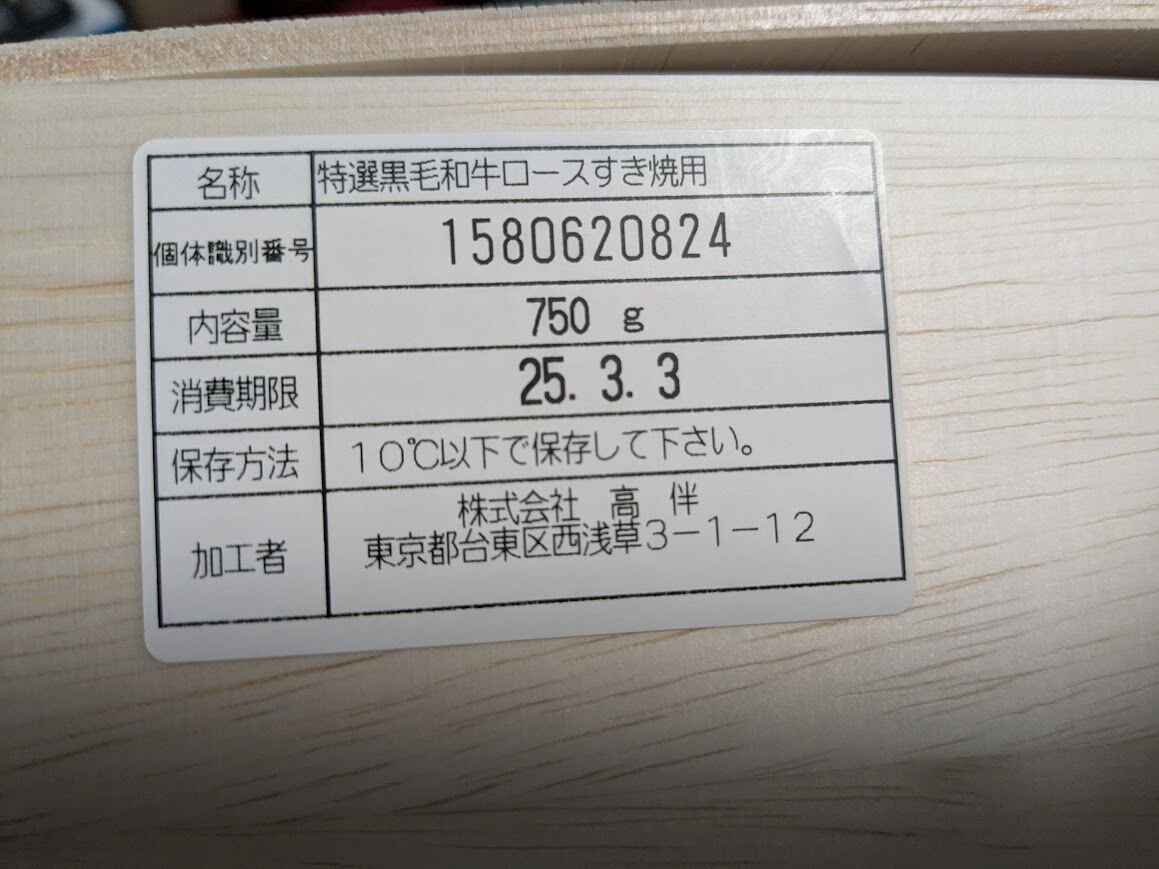 名称 特選黒毛和牛ロースすき焼用
個体識別番号 1580620824
内容量 750 g
消費期限 25. 3. 3
保存方法 10℃以下で保存して下さい。
加工者 株式会社 高 伴
東京都台東区西浅草3-1-12